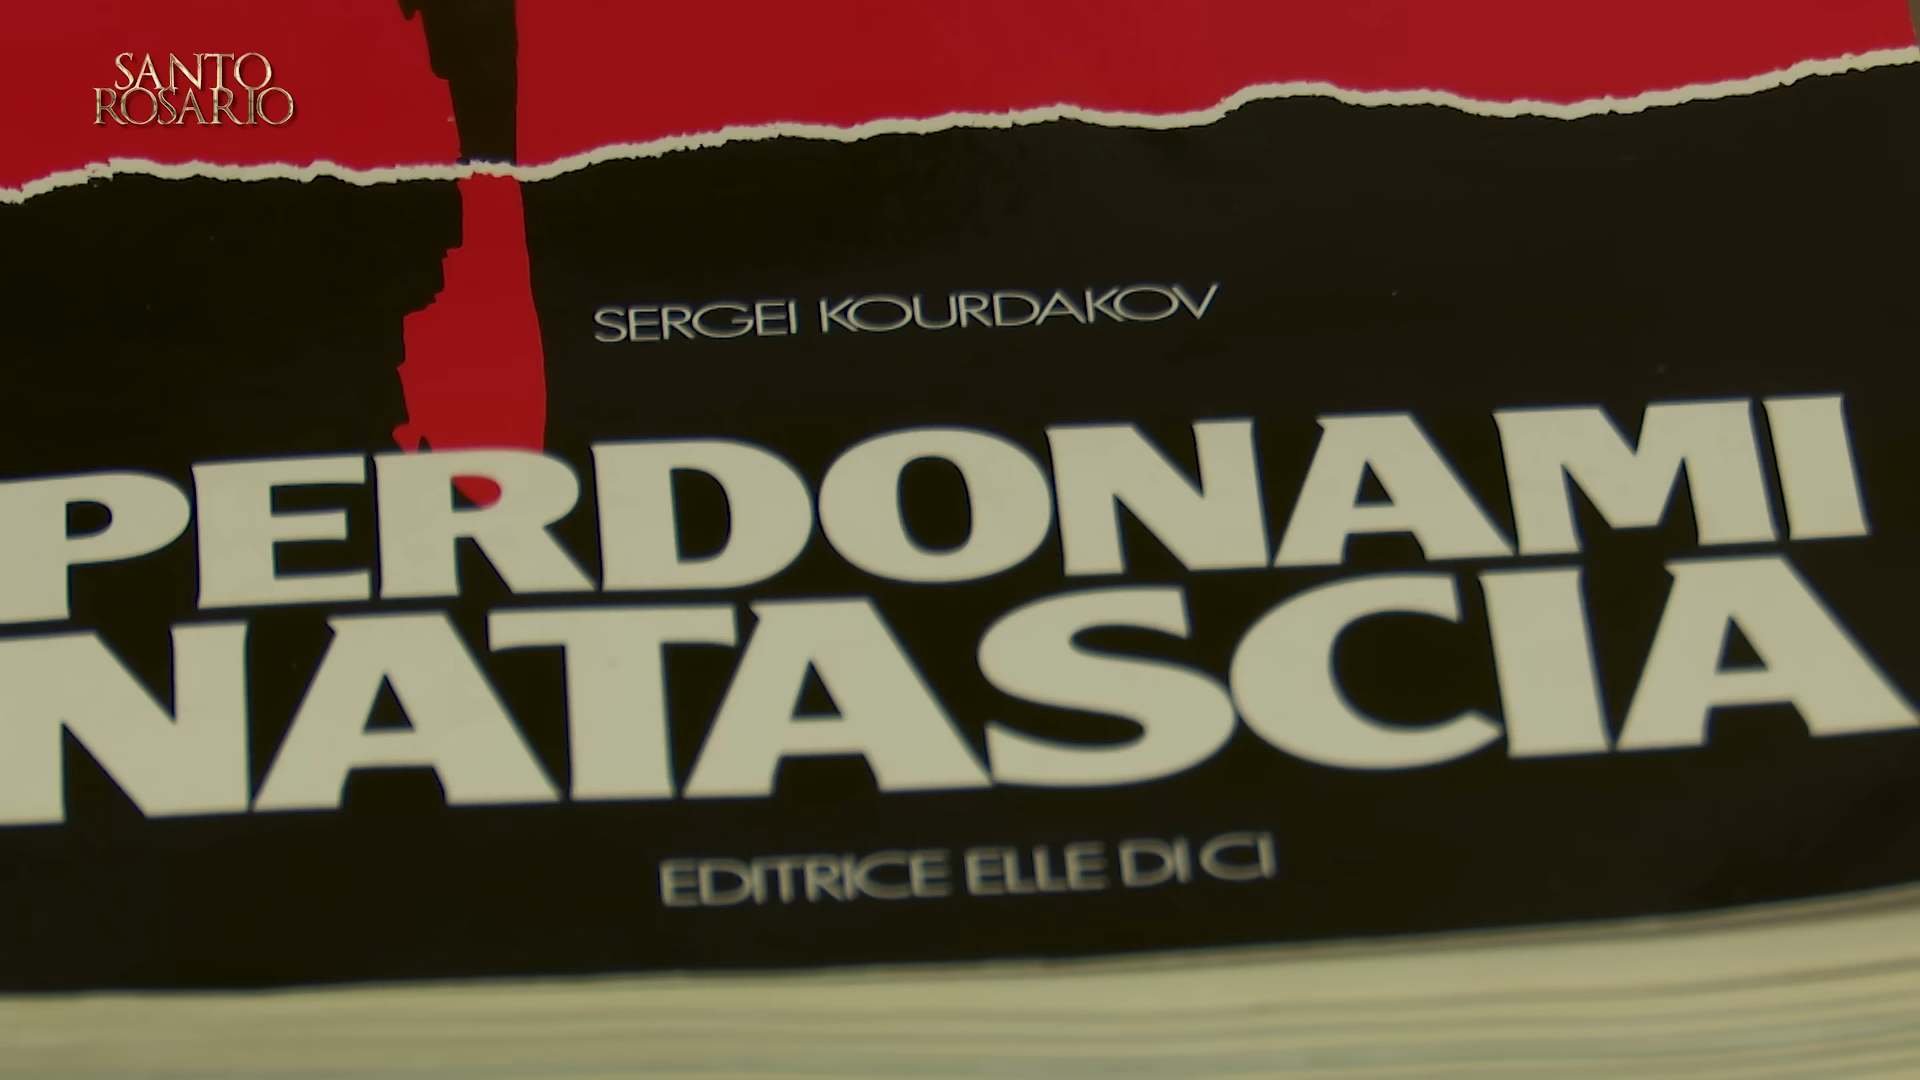 SANTO
ROSARIO
SERGEI KOURDAKOV
PERDONAMI
NATASCIA
EDITRICE ELLE DI CI